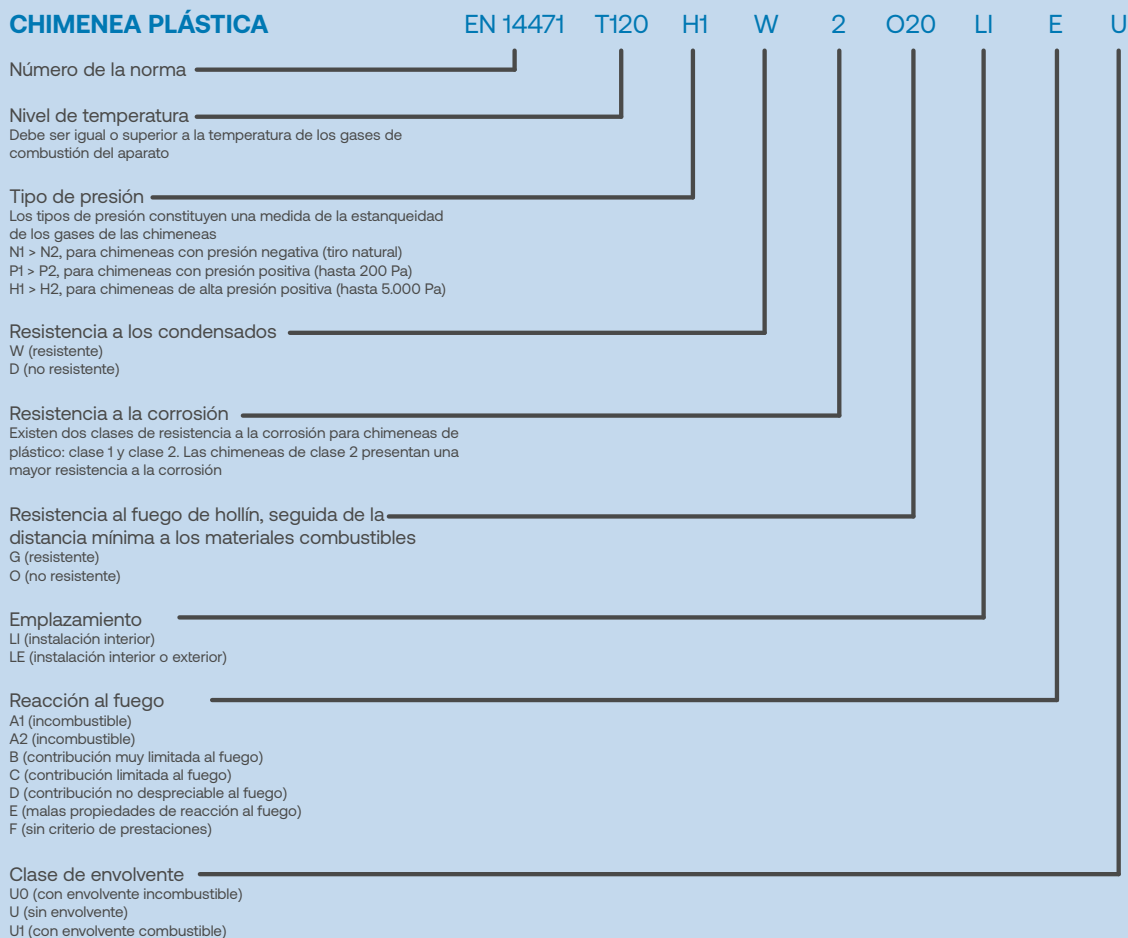 CHIMENEA PLÁSTICA EN 14471 T120 H1 W 2 O20 LI E U
Número de la norma
Nivel de temperatura
Debe ser igual o superior a la temperatura de los gases de
combustión del aparato
Tipo de presión
Los tipos de presión constituyen una medida de la estanqueidad
de los gases de las chimeneas
N1 > N2, para chimeneas con presión negativa (tiro natural)
P1 > P2, para chimeneas con presión positiva (hasta 200 Pa)
H1 > H2, para chimeneas de alta presión positiva (hasta 5.000 Pa)
Resistencia a los condensados
W (resistente)
D (no resistente)
Resistencia a la corrosión
Existen dos clases de resistencia a la corrosión para chimeneas de
plástico: clase 1 y clase 2. Las chimeneas de clase 2 presentan una
mayor resistencia a la corrosión
Resistencia al fuego de hollín, seguida de la
distancia mínima a los materiales combustibles
G (resistente)
O (no resistente)
Emplazamiento
LI (instalación interior)
LE (instalación interior o exterior)
Reacción al fuego
A1 (incombustible)
A2 (incombustible)
B (contribución muy limitada al fuego)
C (contribución limitada al fuego)
D (contribución no despreciable al fuego)
E (malas propiedades de reacción al fuego)
F (sin criterio de prestaciones)
Clase de envolvente
U0 (con envolvente incombustible)
U (sin envolvente)
U1 (con envolvente combustible)